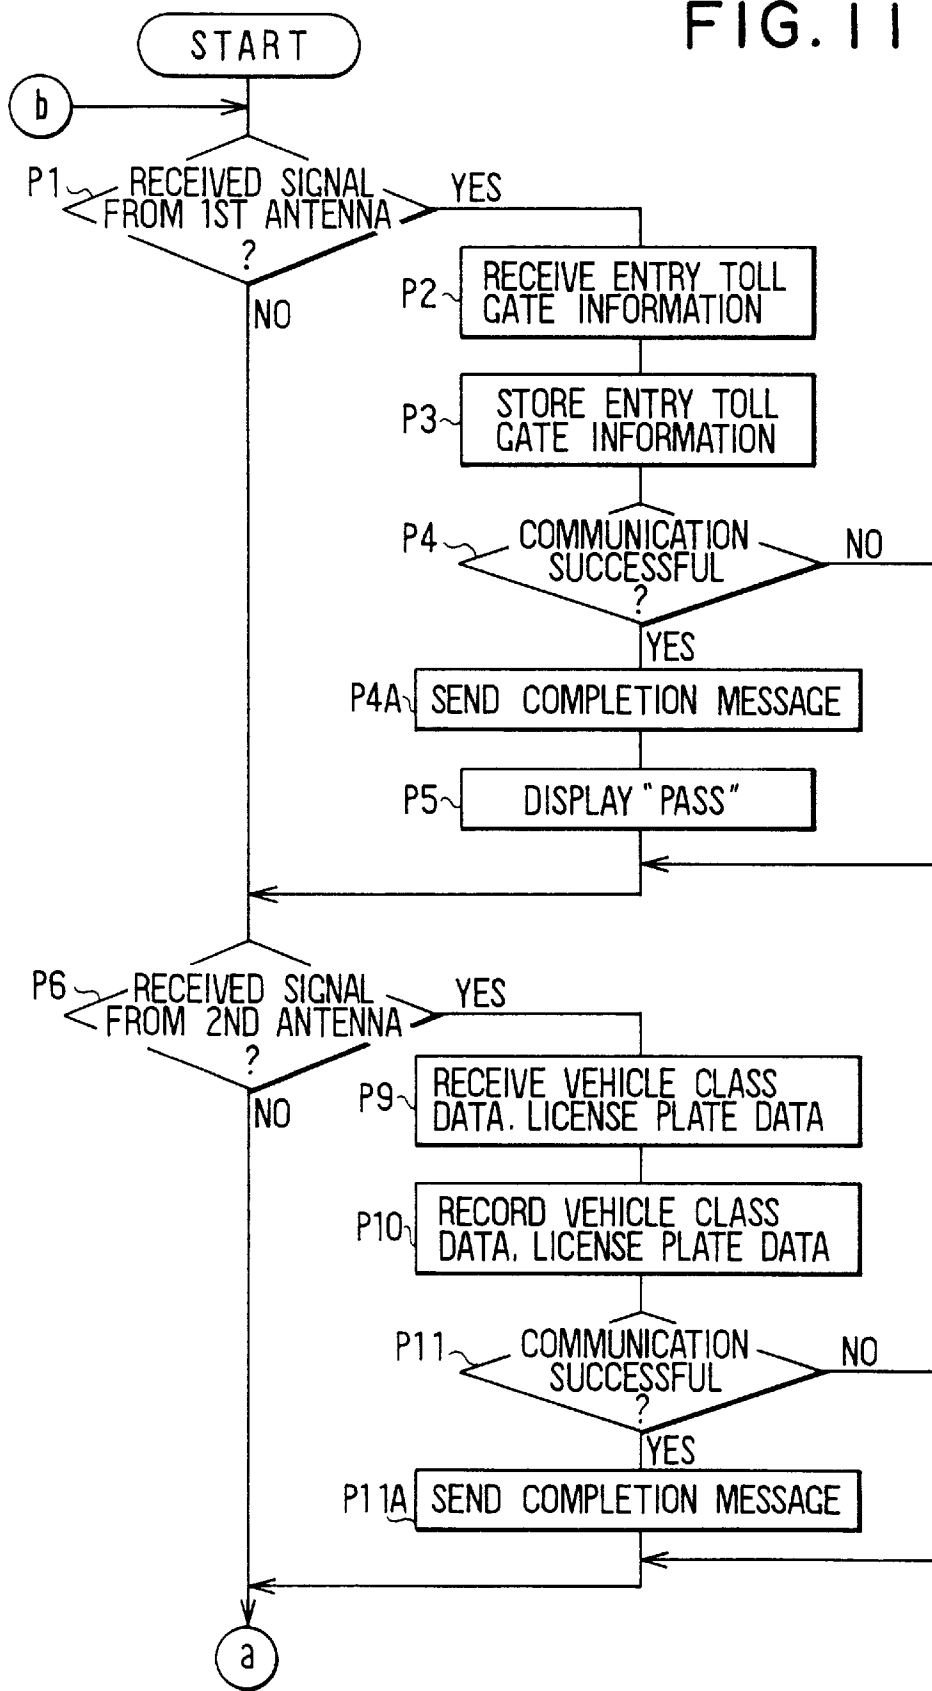 FIG. 11
START
b
P1
RECEIVED SIGNAL
FROM 1ST ANTENNA
?
YES
NO
P2
RECEIVE ENTRY TOLL
GATE INFORMATION
P3
STORE ENTRY TOLL
GATE INFORMATION
P4
COMMUNICATION
SUCCESSFUL
?
NO
YES
P4A
SEND COMPLETION MESSAGE
P5
DISPLAY "PASS"
P6
RECEIVED SIGNAL
FROM 2ND ANTENNA
?
YES
NO
P9
RECEIVE VEHICLE CLASS
DATA. LICENSE PLATE DATA
P10
RECORD VEHICLE CLASS
DATA. LICENSE PLATE DATA
P11
COMMUNICATION
SUCCESSFUL
?
NO
YES
P11A
SEND COMPLETION MESSAGE
a